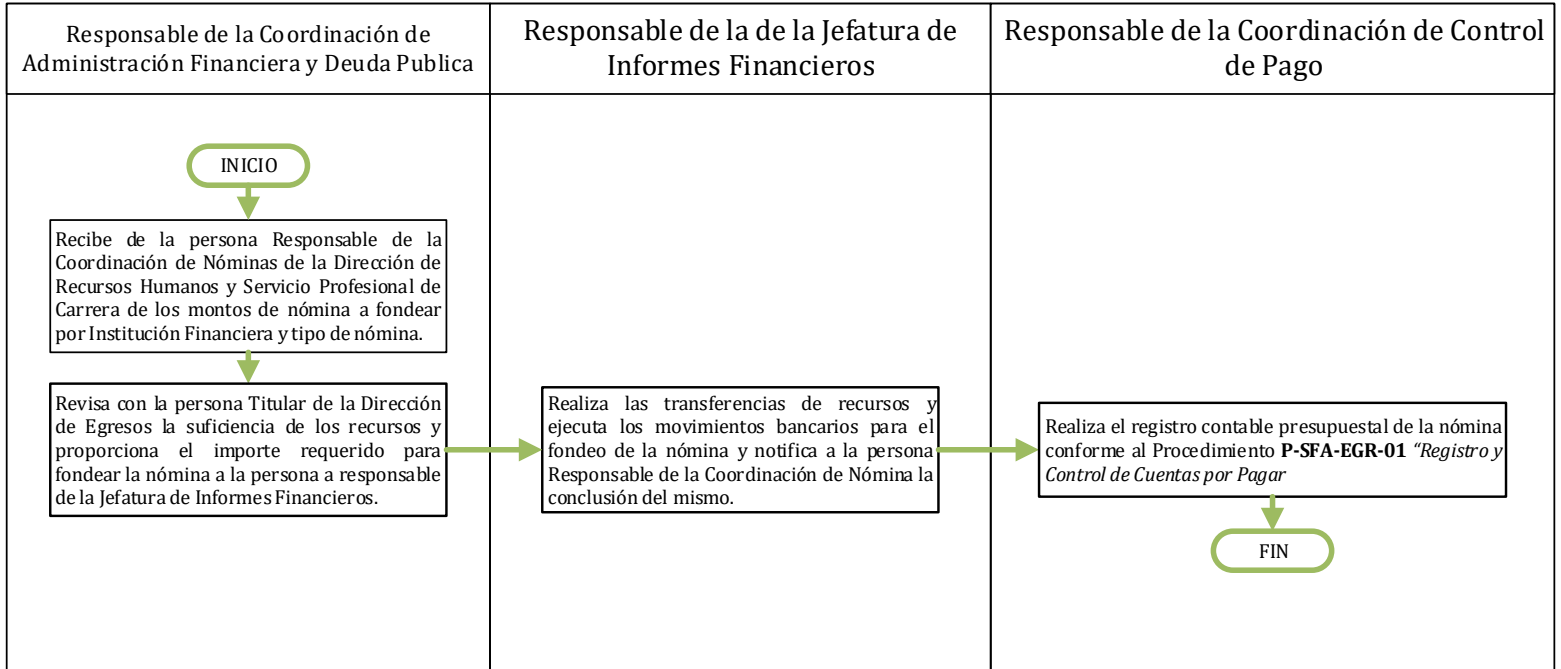 Responsable de la Coordinación de
Administración Financiera y Deuda Publica
Responsable de la de la Jefatura de
Informes Financieros
Responsable de la Coordinación de Control
de Pago
INICIO
Recibe de la persona Responsable de la
Coordinación de Nóminas de la Dirección de
Recursos Humanos y Servicio Profesional de
Carrera de los montos de nómina a fondear
por Institución Financiera y tipo de nómina.
Revisa con la persona Titular de la Dirección
de Egresos la suficiencia de los recursos y
proporciona el importe requerido para
fondear la nómina a la persona a responsable
de la Jefatura de Informes Financieros.
Realiza las transferencias de recursos y
ejecuta los movimientos bancarios para el
fondeo de la nómina y notifica a la persona
Responsable de la Coordinación de Nómina la
conclusión del mismo.
Realiza el registro contable presupuestal de la nómina
conforme al Procedimiento P-SFA-EGR-01 “Registro y
Control de Cuentas por Pagar
FIN